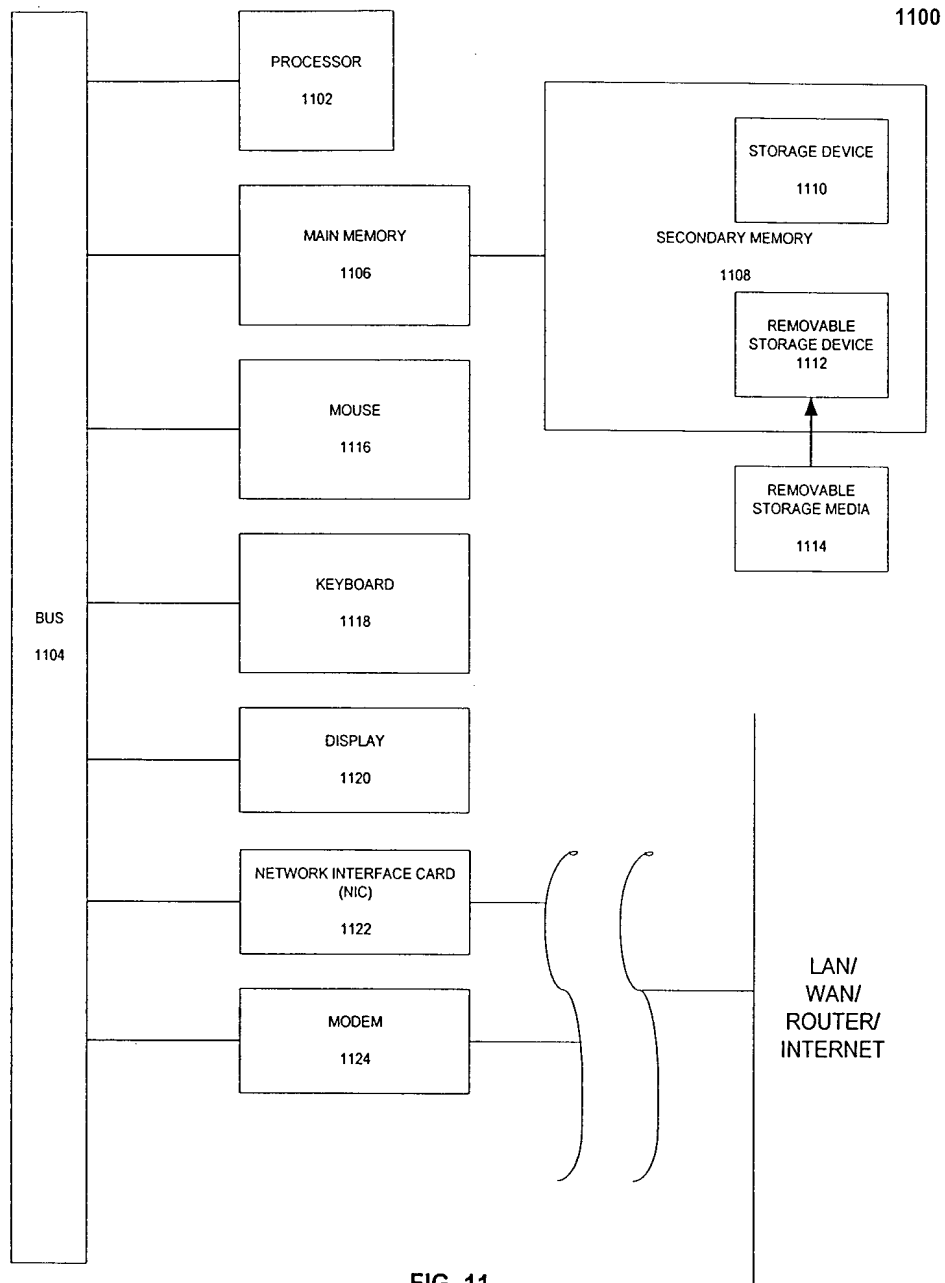 1100
PROCESSOR
1102
STORAGE DEVICE
1110
MAIN MEMORY
1106
SECONDARY MEMORY
1108
REMOVABLE
STORAGE DEVICE
1112
MOUSE
1116
REMOVABLE
STORAGE MEDIA
1114
KEYBOARD
1118
BUS
1104
DISPLAY
1120
NETWORK INTERFACE CARD
(NIC)
1122
LAN/
WAN/
ROUTER/
INTERNET
MODEM
1124
FIG. 11